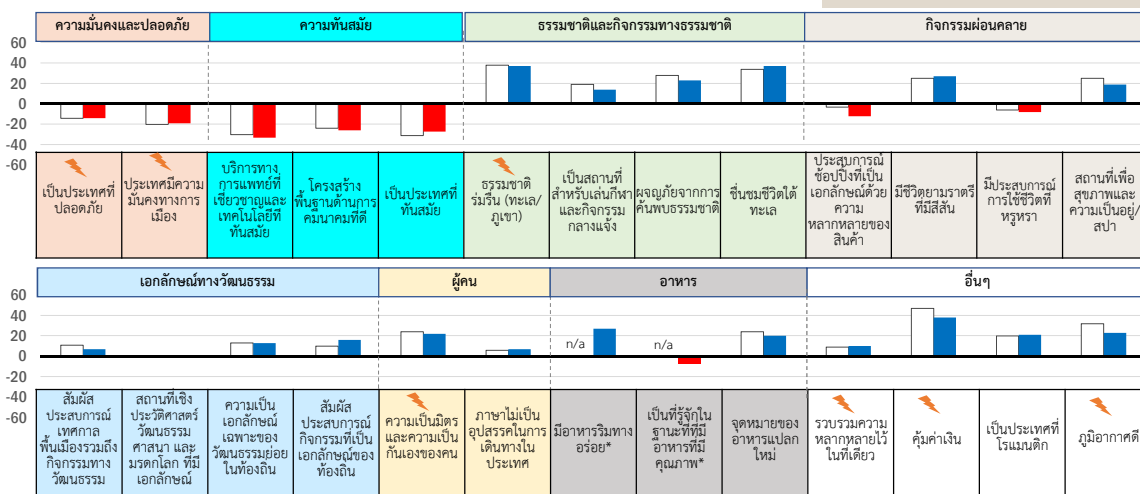 ความมั่นคงและปลอดภัย
ความทันสมัย
ธรรมชาติและกิจกรรมทางธรรมชาติ
กิจกรรมผ่อนคลาย
60
40
20
0
-20
-40
-60
เป็นประเทศที่
ปลอดภัย
ประเทศมีความ
มั่นคงทางการ
เมือง
บริการทาง
การแพทย์ที่
เชี่ยวชาญและ
เทคโนโลยีที่
ทันสมัย
โครงสร้าง
พื้นฐานด้านการ
คมนาคมที่ดี
เป็นประเทศที่
ทันสมัย
ธรรมชาติ
ร่มรื่น (ทะเล/
ภูเขา)
เป็นสถานที่
สำหรับเล่นกีฬา
และกิจกรรม
กลางแจ้ง
ผจญภัยจากการ
ค้นพบธรรมชาติ
ชื่นชมชีวิตใต้
ทะเล
ประสบการณ์
ช้อปปิ้งที่เป็น
เอกลักษณ์ด้วย
ความ
หลากหลายของ
สินค้า
มีชีวิตยามราตรี
ที่มีสีสัน
มีประสบการณ์
การใช้ชีวิตที่
หรูหรา
สถานที่เพื่อ
สุขภาพและ
ความเป็นอยู่/
สปา
เอกลักษณ์ทางวัฒนธรรม
ผู้คน
อาหาร
อื่นๆ
60
40
20
0
-20
-40
-60
n/a
n/a
สัมผัส
ประสบการณ์
เทศกาล
พื้นเมืองรวมถึง
กิจกรรมทาง
วัฒนธรรม
สถานที่เชิง
ประวัติศาสตร์
วัฒนธรรม
ศาสนา และ
มรดกโลก ที่มี
เอกลักษณ์
ความเป็น
เอกลักษณ์
เฉพาะของ
วัฒนธรรมย่อย
ในท้องถิ่น
สัมผัส
ประสบการณ์
กิจกรรมที่เป็น
เอกลักษณ์ของ
ท้องถิ่น
ความเป็นมิตร
และความเป็น
กันเองของคน
ภาษาไม่เป็น
อุปสรรคในการ
เดินทางใน
ประเทศ
มีอาหารริมทาง
อร่อย*
เป็นที่รู้จักใน
ฐานะที่ที่มี
อาหารที่มี
คุณภาพ*
จุดหมายของ
อาหารแปลก
ใหม่
รวบรวมความ
หลากหลายไว้
ในที่เดียว
คุ้มค่าเงิน
เป็นประเทศที่
โรแมนติก
ภูมิอากาศดี